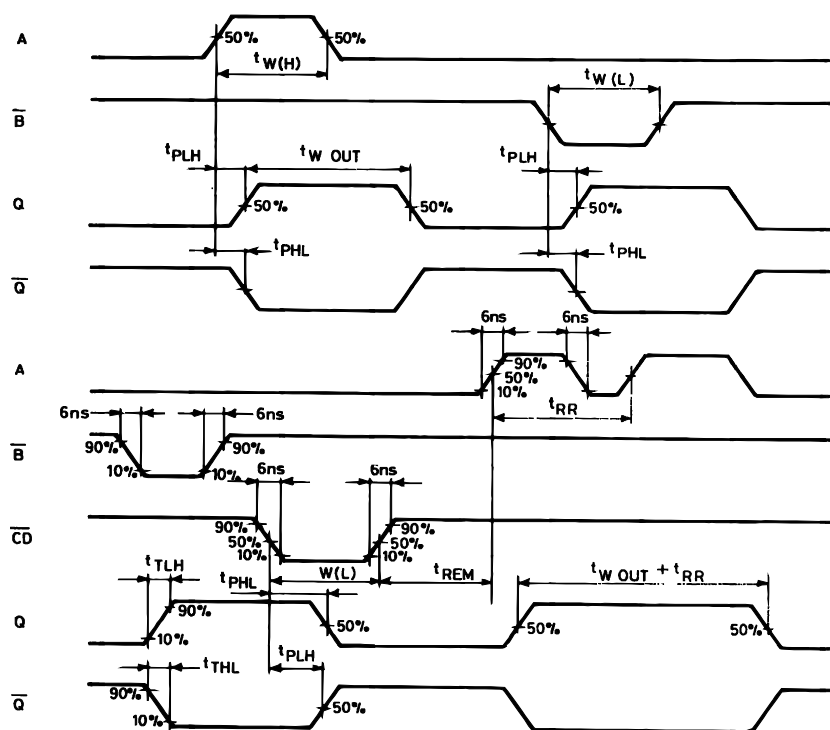 A
50%
50%
tW(H)
B̅
tW(L)
tPLH
tW OUT
tPLH
Q
50%
50%
50%
tPHL
tPHL
Q̅
6ns
6ns
A
90%
50%
10%
tRR
6ns
6ns
B̅
90%
90%
10%
10%
6ns
6ns
C̅D̅
90%
90%
50%
50%
10%
10%
tTLH
tPHL
W(L)
tREM
tW OUT + tRR
Q
90%
10%
50%
50%
50%
tTHL
tPLH
Q̅
90%
10%
50%